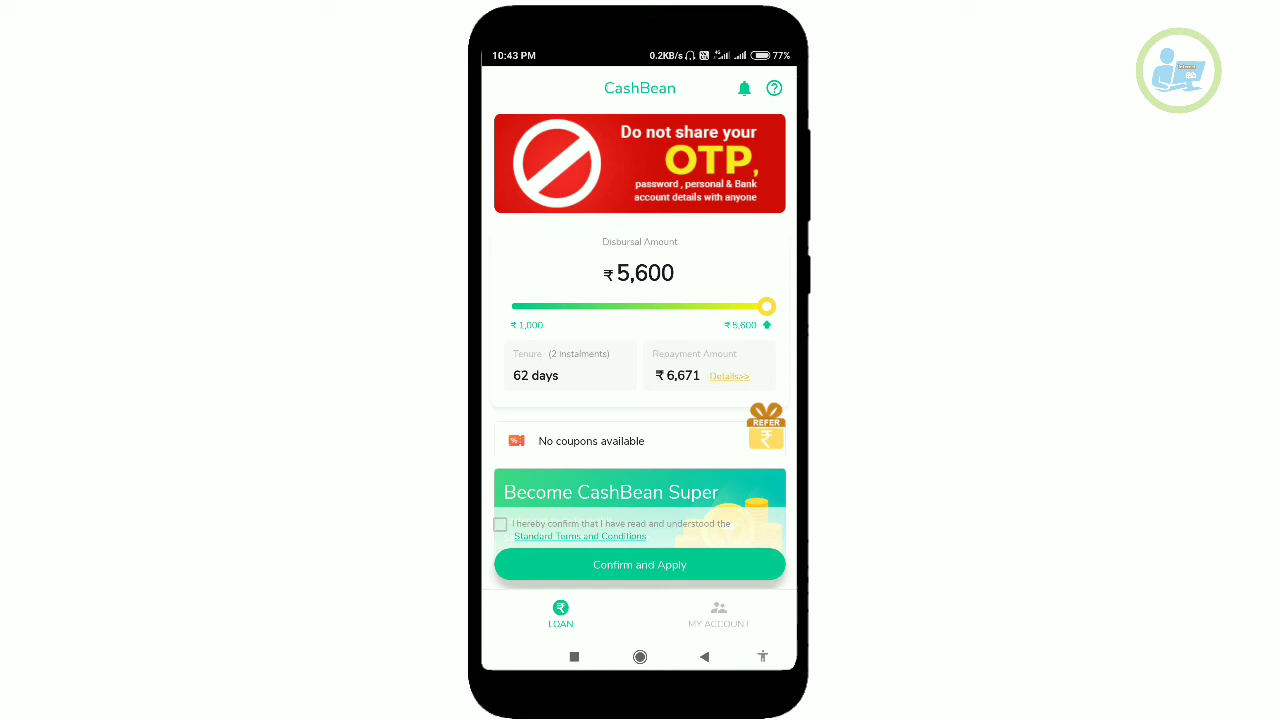 10:43 PM 0.2KB/s 4G 77%
CashBean
Do not share your
OTP,
password , personal & Bank
account details with anyone
Disbursal Amount
₹ 5,600
₹ 1,000 ₹ 5,600
Tenure (2 instalments) Repayment Amount
62 days ₹ 6,671 Details>>
REFER
₹
% No coupons available
Become CashBean Super
I hereby confirm that I have read and understood the
Standard Terms and Conditions
Confirm and Apply
₹
LOAN MY ACCOUNT